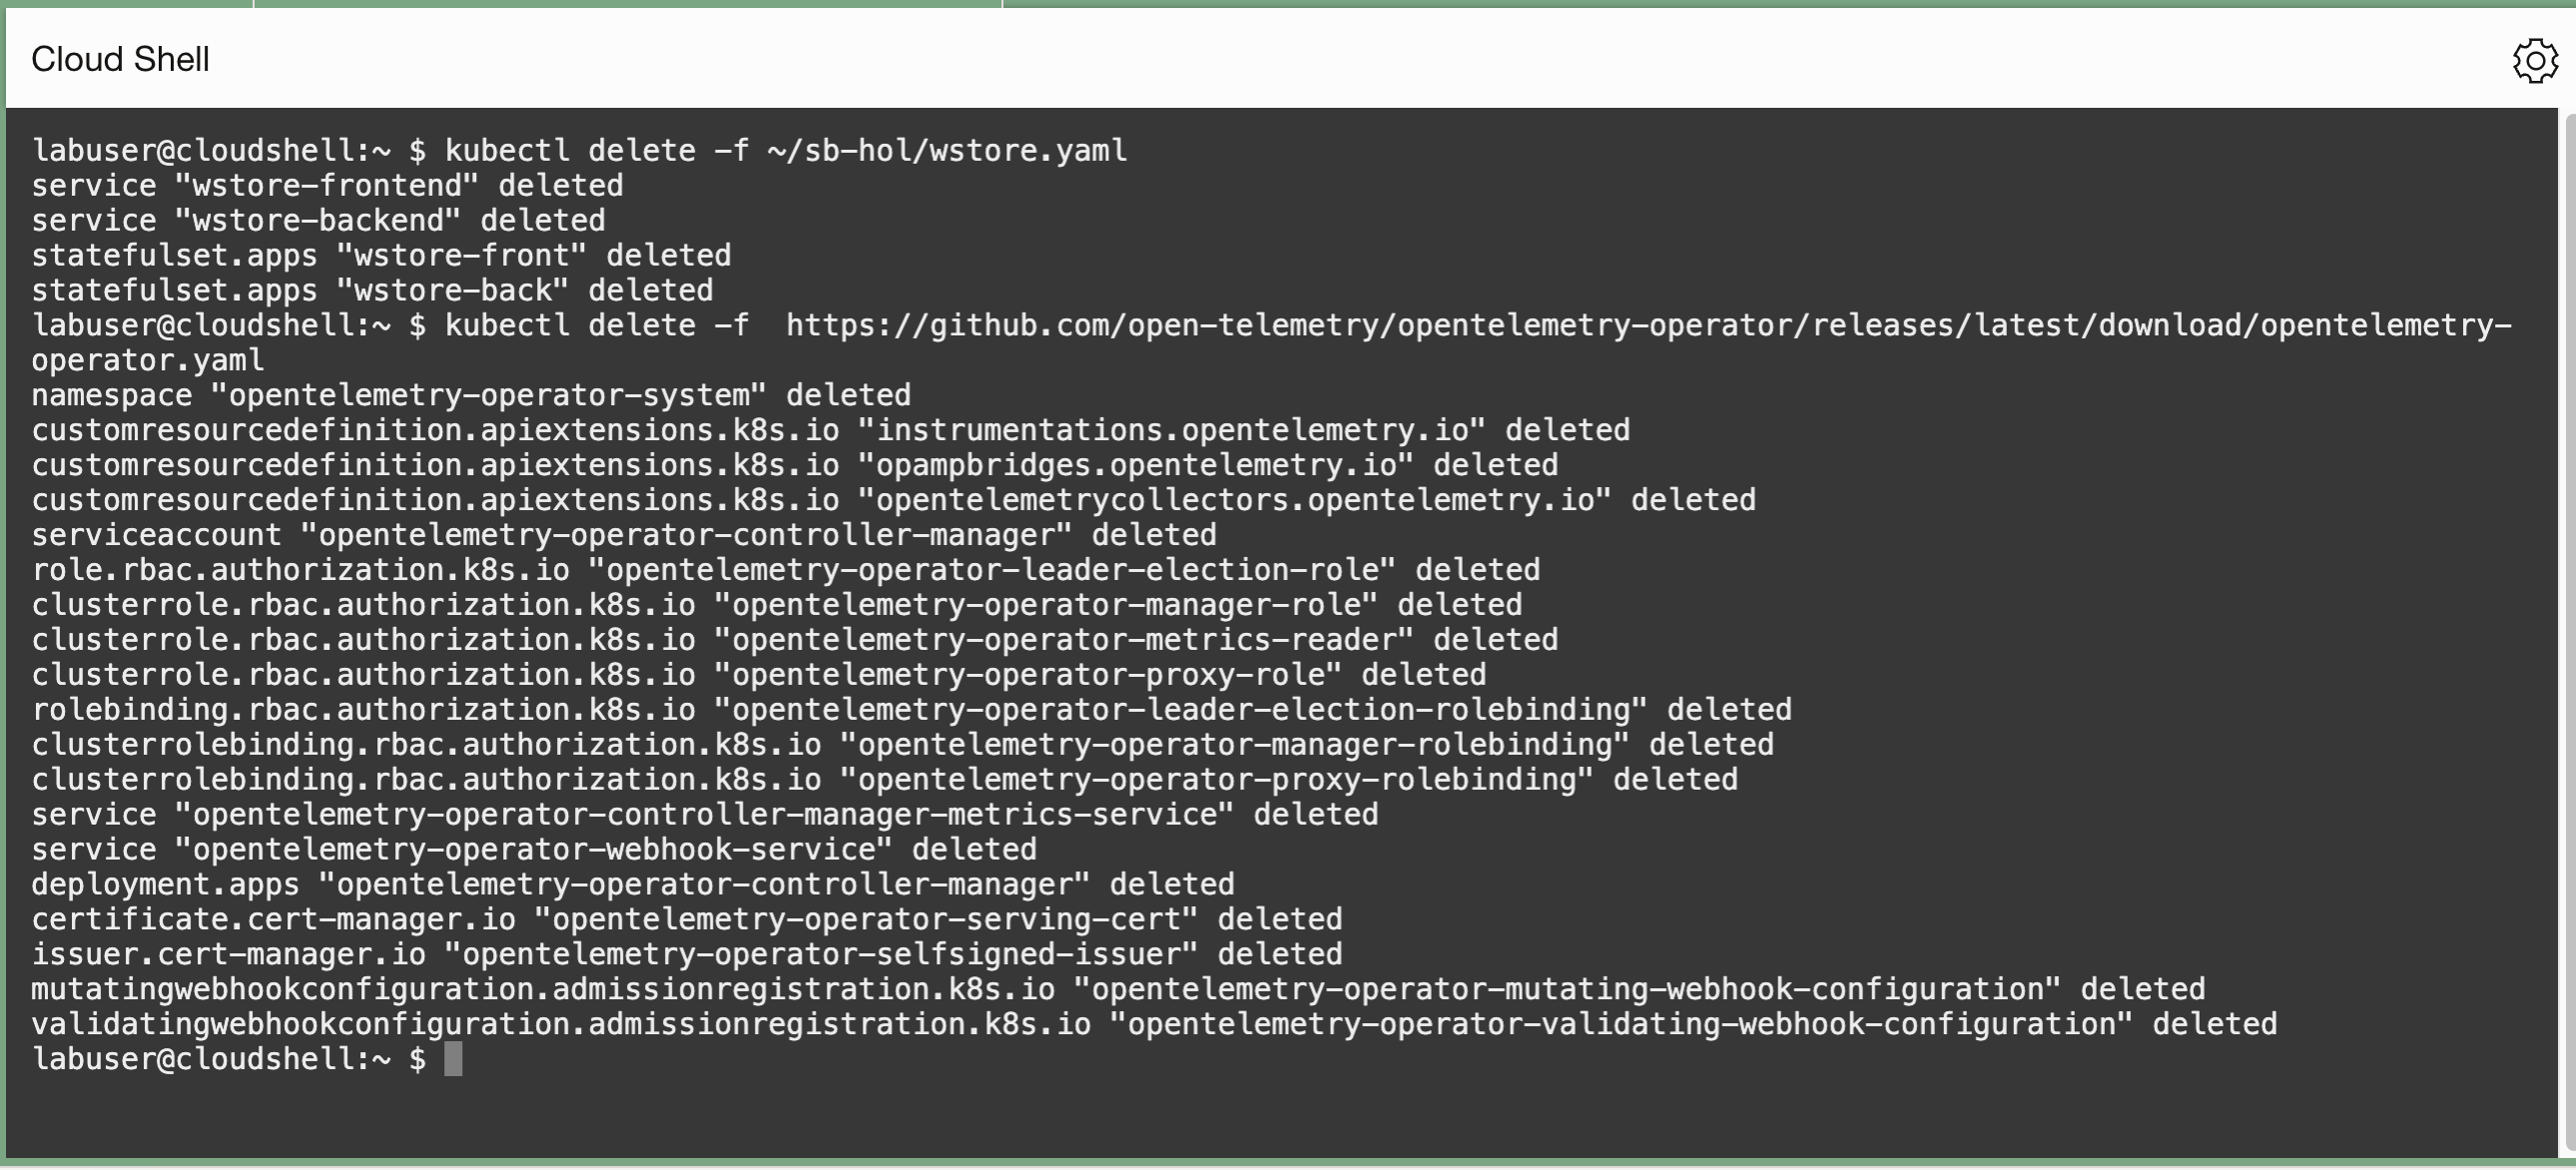 Cloud Shell
labuser@cloudshell:~ $ kubectl delete -f ~/sb-hol/wstore.yaml
service "wstore-frontend" deleted
service "wstore-backend" deleted
statefulset.apps "wstore-front" deleted
statefulset.apps "wstore-back" deleted
labuser@cloudshell:~ $ kubectl delete -f  https://github.com/open-telemetry/opentelemetry-operator/releases/latest/download/opentelemetry-
operator.yaml
namespace "opentelemetry-operator-system" deleted
customresourcedefinition.apiextensions.k8s.io "instrumentations.opentelemetry.io" deleted
customresourcedefinition.apiextensions.k8s.io "opampbridges.opentelemetry.io" deleted
customresourcedefinition.apiextensions.k8s.io "opentelemetrycollectors.opentelemetry.io" deleted
serviceaccount "opentelemetry-operator-controller-manager" deleted
role.rbac.authorization.k8s.io "opentelemetry-operator-leader-election-role" deleted
clusterrole.rbac.authorization.k8s.io "opentelemetry-operator-manager-role" deleted
clusterrole.rbac.authorization.k8s.io "opentelemetry-operator-metrics-reader" deleted
clusterrole.rbac.authorization.k8s.io "opentelemetry-operator-proxy-role" deleted
rolebinding.rbac.authorization.k8s.io "opentelemetry-operator-leader-election-rolebinding" deleted
clusterrolebinding.rbac.authorization.k8s.io "opentelemetry-operator-manager-rolebinding" deleted
clusterrolebinding.rbac.authorization.k8s.io "opentelemetry-operator-proxy-rolebinding" deleted
service "opentelemetry-operator-controller-manager-metrics-service" deleted
service "opentelemetry-operator-webhook-service" deleted
deployment.apps "opentelemetry-operator-controller-manager" deleted
certificate.cert-manager.io "opentelemetry-operator-serving-cert" deleted
issuer.cert-manager.io "opentelemetry-operator-selfsigned-issuer" deleted
mutatingwebhookconfiguration.admissionregistration.k8s.io "opentelemetry-operator-mutating-webhook-configuration" deleted
validatingwebhookconfiguration.admissionregistration.k8s.io "opentelemetry-operator-validating-webhook-configuration" deleted
labuser@cloudshell:~ $